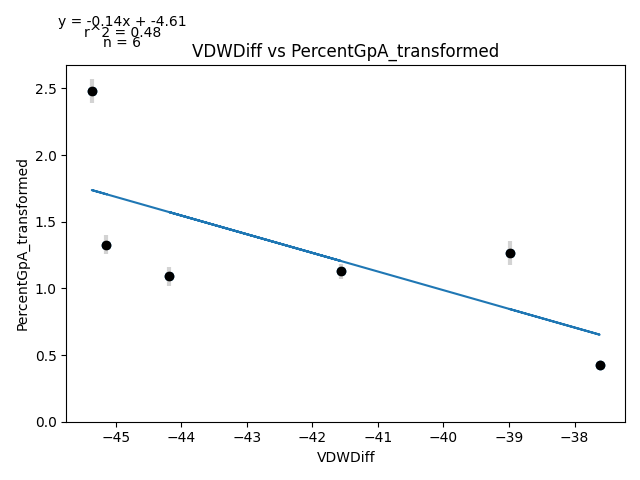 y = -0.14x + -4.61
r^2 = 0.48
n = 6
VDWDiff vs PercentGpA_transformed
PercentGpA_transformed
2.5
2.0
1.5
1.0
0.5
0.0
−45 −44 −43 −42 −41 −40 −39 −38
VDWDiff